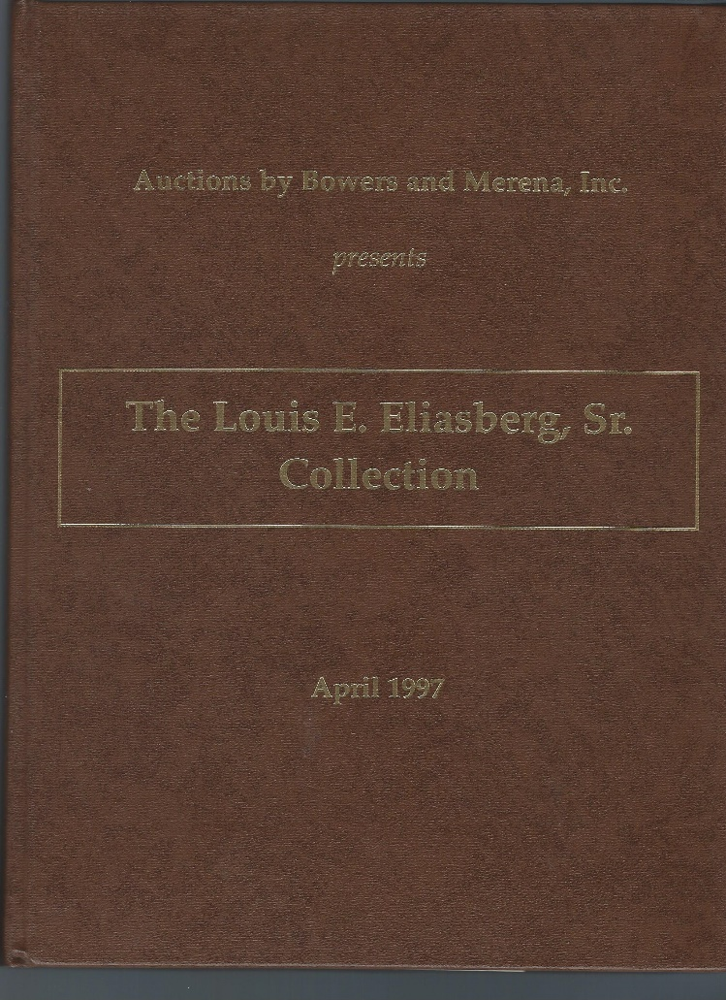 Auctions by Bowers and Merena, Inc.
presents
The Louis E. Eliasberg, Sr.
Collection
April 1997